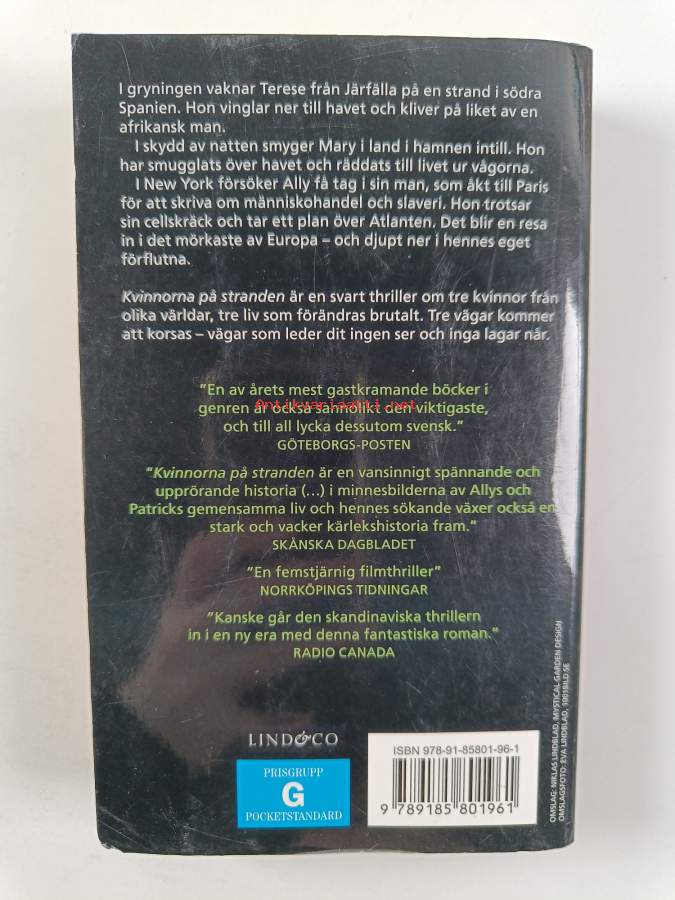 I gryningen vaknar Terese från Järfälla på en strand i södra
Spanien. Hon vinglar ner till havet och kliver på liket av en
afrikansk man.
I skydd av natten smyger Mary i land i hamnen intill. Hon
har smugglats över havet och räddats till livet ur vågorna.
I New York försöker Ally få tag i sin man, som åkt till Paris
för att skriva om människohandel och slaveri. Hon trotsar
sin cellskräck och tar ett plan över Atlanten. Det blir en resa
in i det mörkaste av Europa – och djupt ner i hennes eget
förflutna.
Kvinnorna på stranden är en svart thriller om tre kvinnor från
olika världar, tre liv som förändras brutalt. Tre vägar kommer
att korsas – vägar som leder dit ingen ser och inga lagar når.
"En av årets mest gastkramande böcker i
Antikvariaatti.net
genren är också sannolikt den viktigaste,
och till all lycka dessutom svensk."
GÖTEBORGS-POSTEN
"Kvinnorna på stranden är en vansinnigt spännande och
upprörande historia (...) i minnesbilderna av Allys och
Patricks gemensamma liv och hennes sökande växer också en
stark och vacker kärlekshistoria fram."
SKÅNSKA DAGBLADET
"En femstjärnig filmthriller"
NORRKÖPINGS TIDNINGAR
"Kanske går den skandinaviska thrillern
in i en ny era med denna fantastiska roman."
RADIO CANADA
LIND&CO
PRISGRUPP
G
POCKETSTANDARD
ISBN 978-91-85801-96-1
9 789185 801961
OMSLAG: NIKLAS LINDBLAD, MYSTICAL GARDEN DESIGN
OMSLAGSFOTO: EVA LINDBLAD, 1001BILD.SE